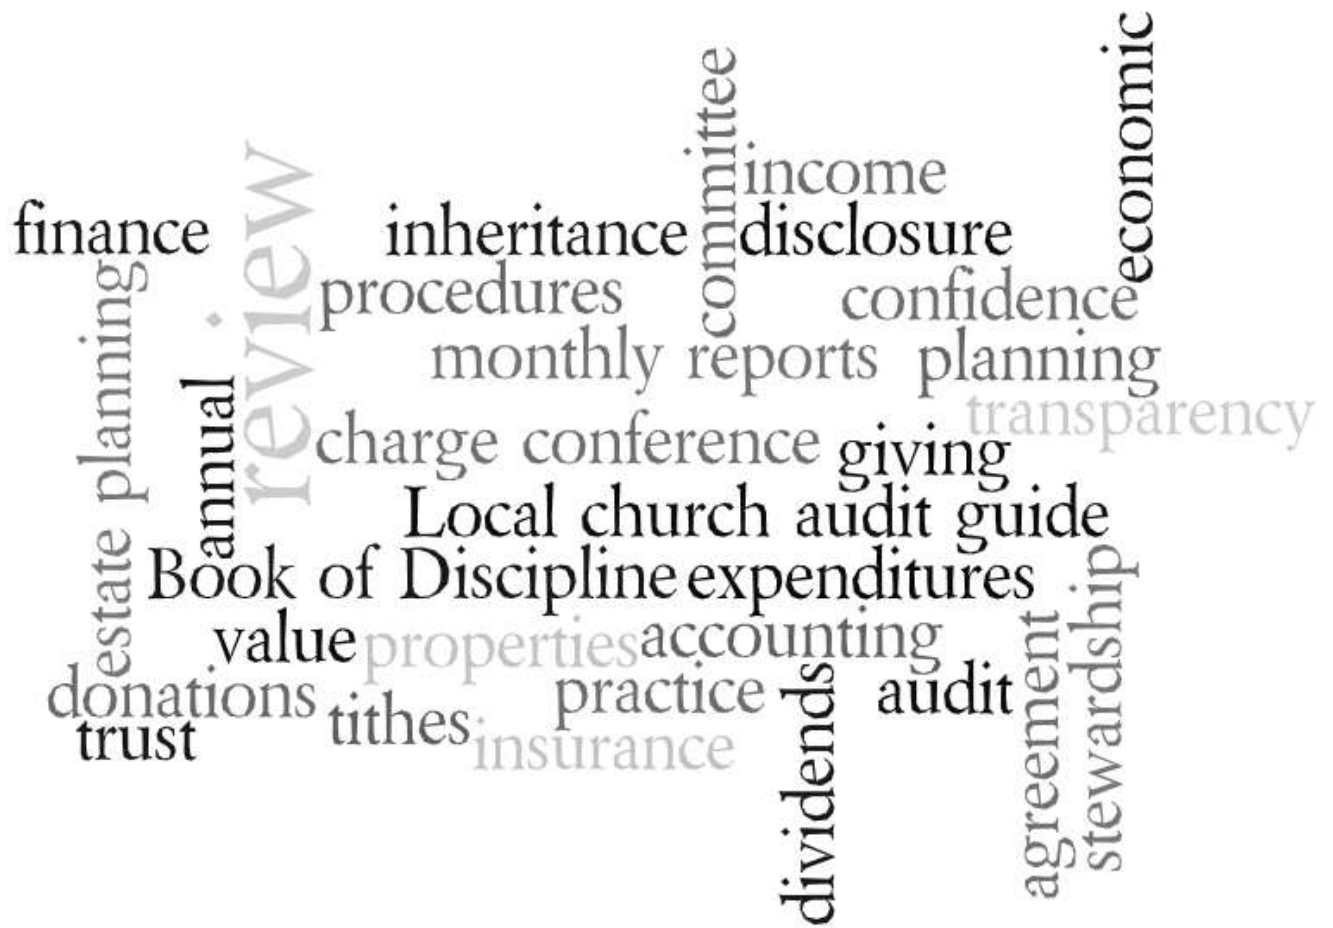 economic
committee
income
review
finance
inheritance
disclosure
procedures
confidence
estate planning
monthly reports
planning
annual
transparency
charge conference
giving
Local church audit guide
Book of Discipline
expenditures
stewardship
value
properties
accounting
agreement
donations
practice
dividends
audit
tithes
trust
insurance